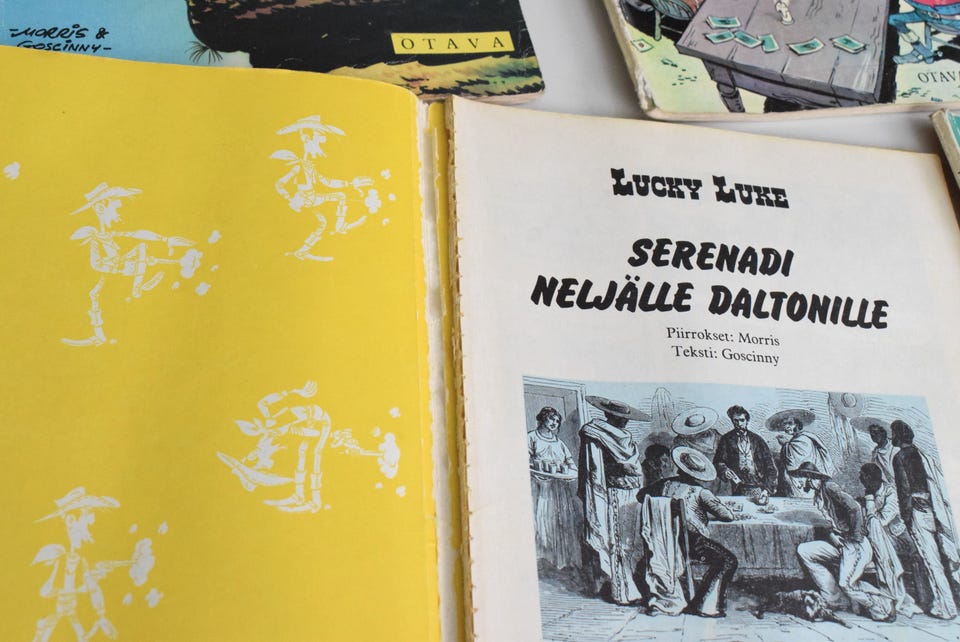 -MORRIS &
GOSCINNY-
OTAVA
OTAVA
LUCKY LUKE
SERENADI
NELJÄLLE DALTONILLE
Piirrokset: Morris
Teksti: Goscinny